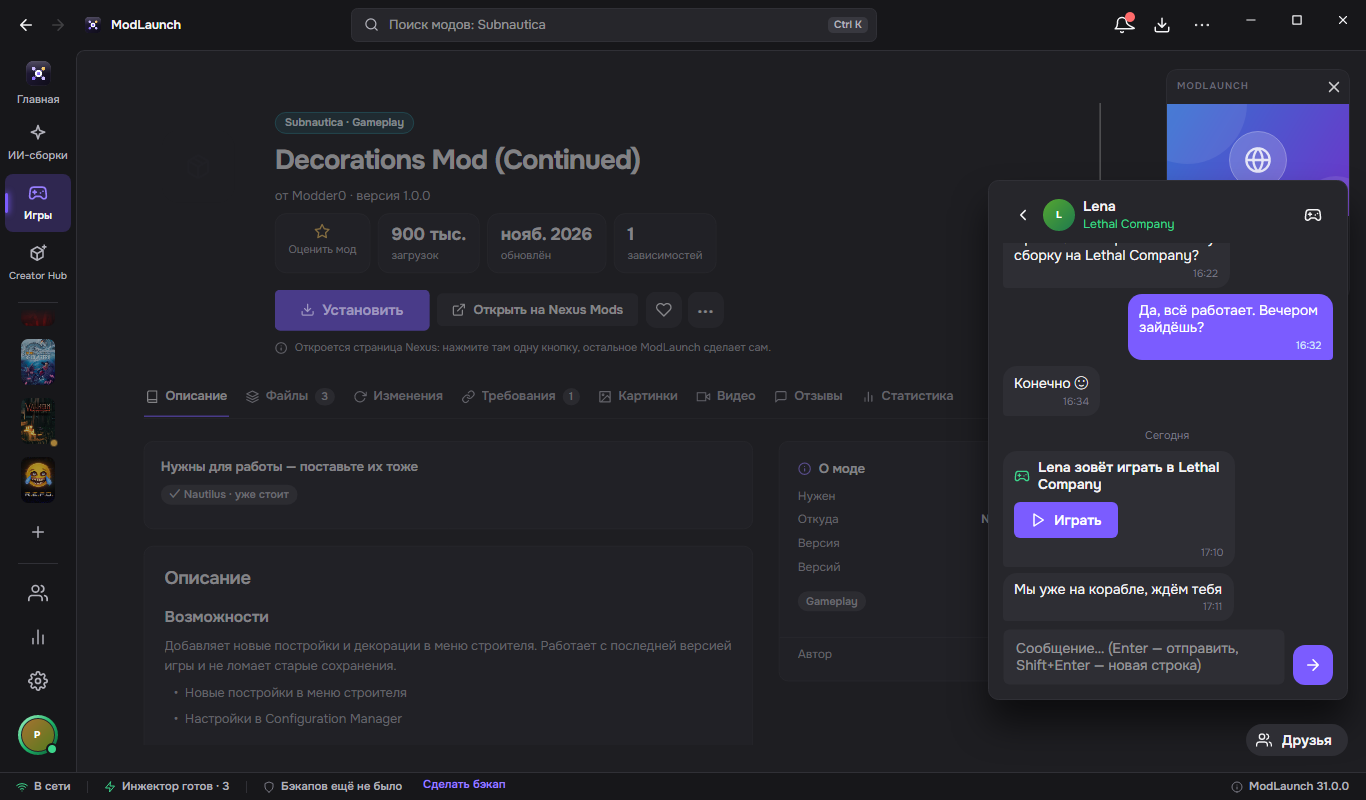 ModLaunch
Поиск модов: Subnautica
Ctrl K
Главная
ИИ-сборки
Игры
Creator Hub
R.E.P.O.
P
Subnautica · Gameplay
Decorations Mod (Continued)
от Modder0 · версия 1.0.0
Оценить мод
900 тыс.
загрузок
нояб. 2026
обновлён
1
зависимостей
Установить
Открыть на Nexus Mods
Откроется страница Nexus: нажмите там одну кнопку, остальное ModLaunch сделает сам.
Описание
Файлы 3
Изменения
Требования 1
Картинки
Видео
Отзывы
Статистика
Нужны для работы — поставьте их тоже
Nautilus · уже стоит
Описание
Возможности
Добавляет новые постройки и декорации в меню строителя. Работает с последней версией
игры и не ломает старые сохранения.
• Новые постройки в меню строителя
• Настройки в Configuration Manager
О моде
Нужен
Откуда
N
Версия
Версий
Gameplay
Автор
MODLAUNCH
L
Lena
Lethal Company
сборку на Lethal Company?
16:22
Да, всё работает. Вечером
зайдёшь?
16:32
Конечно 🙂
16:34
Сегодня
Lena зовёт играть в Lethal
Company
Играть
17:10
Мы уже на корабле, ждём тебя
17:11
Сообщение... (Enter — отправить,
Shift+Enter — новая строка)
Друзья
В сети
Инжектор готов · 3
Бэкапов ещё не было
Сделать бэкап
ModLaunch 31.0.0